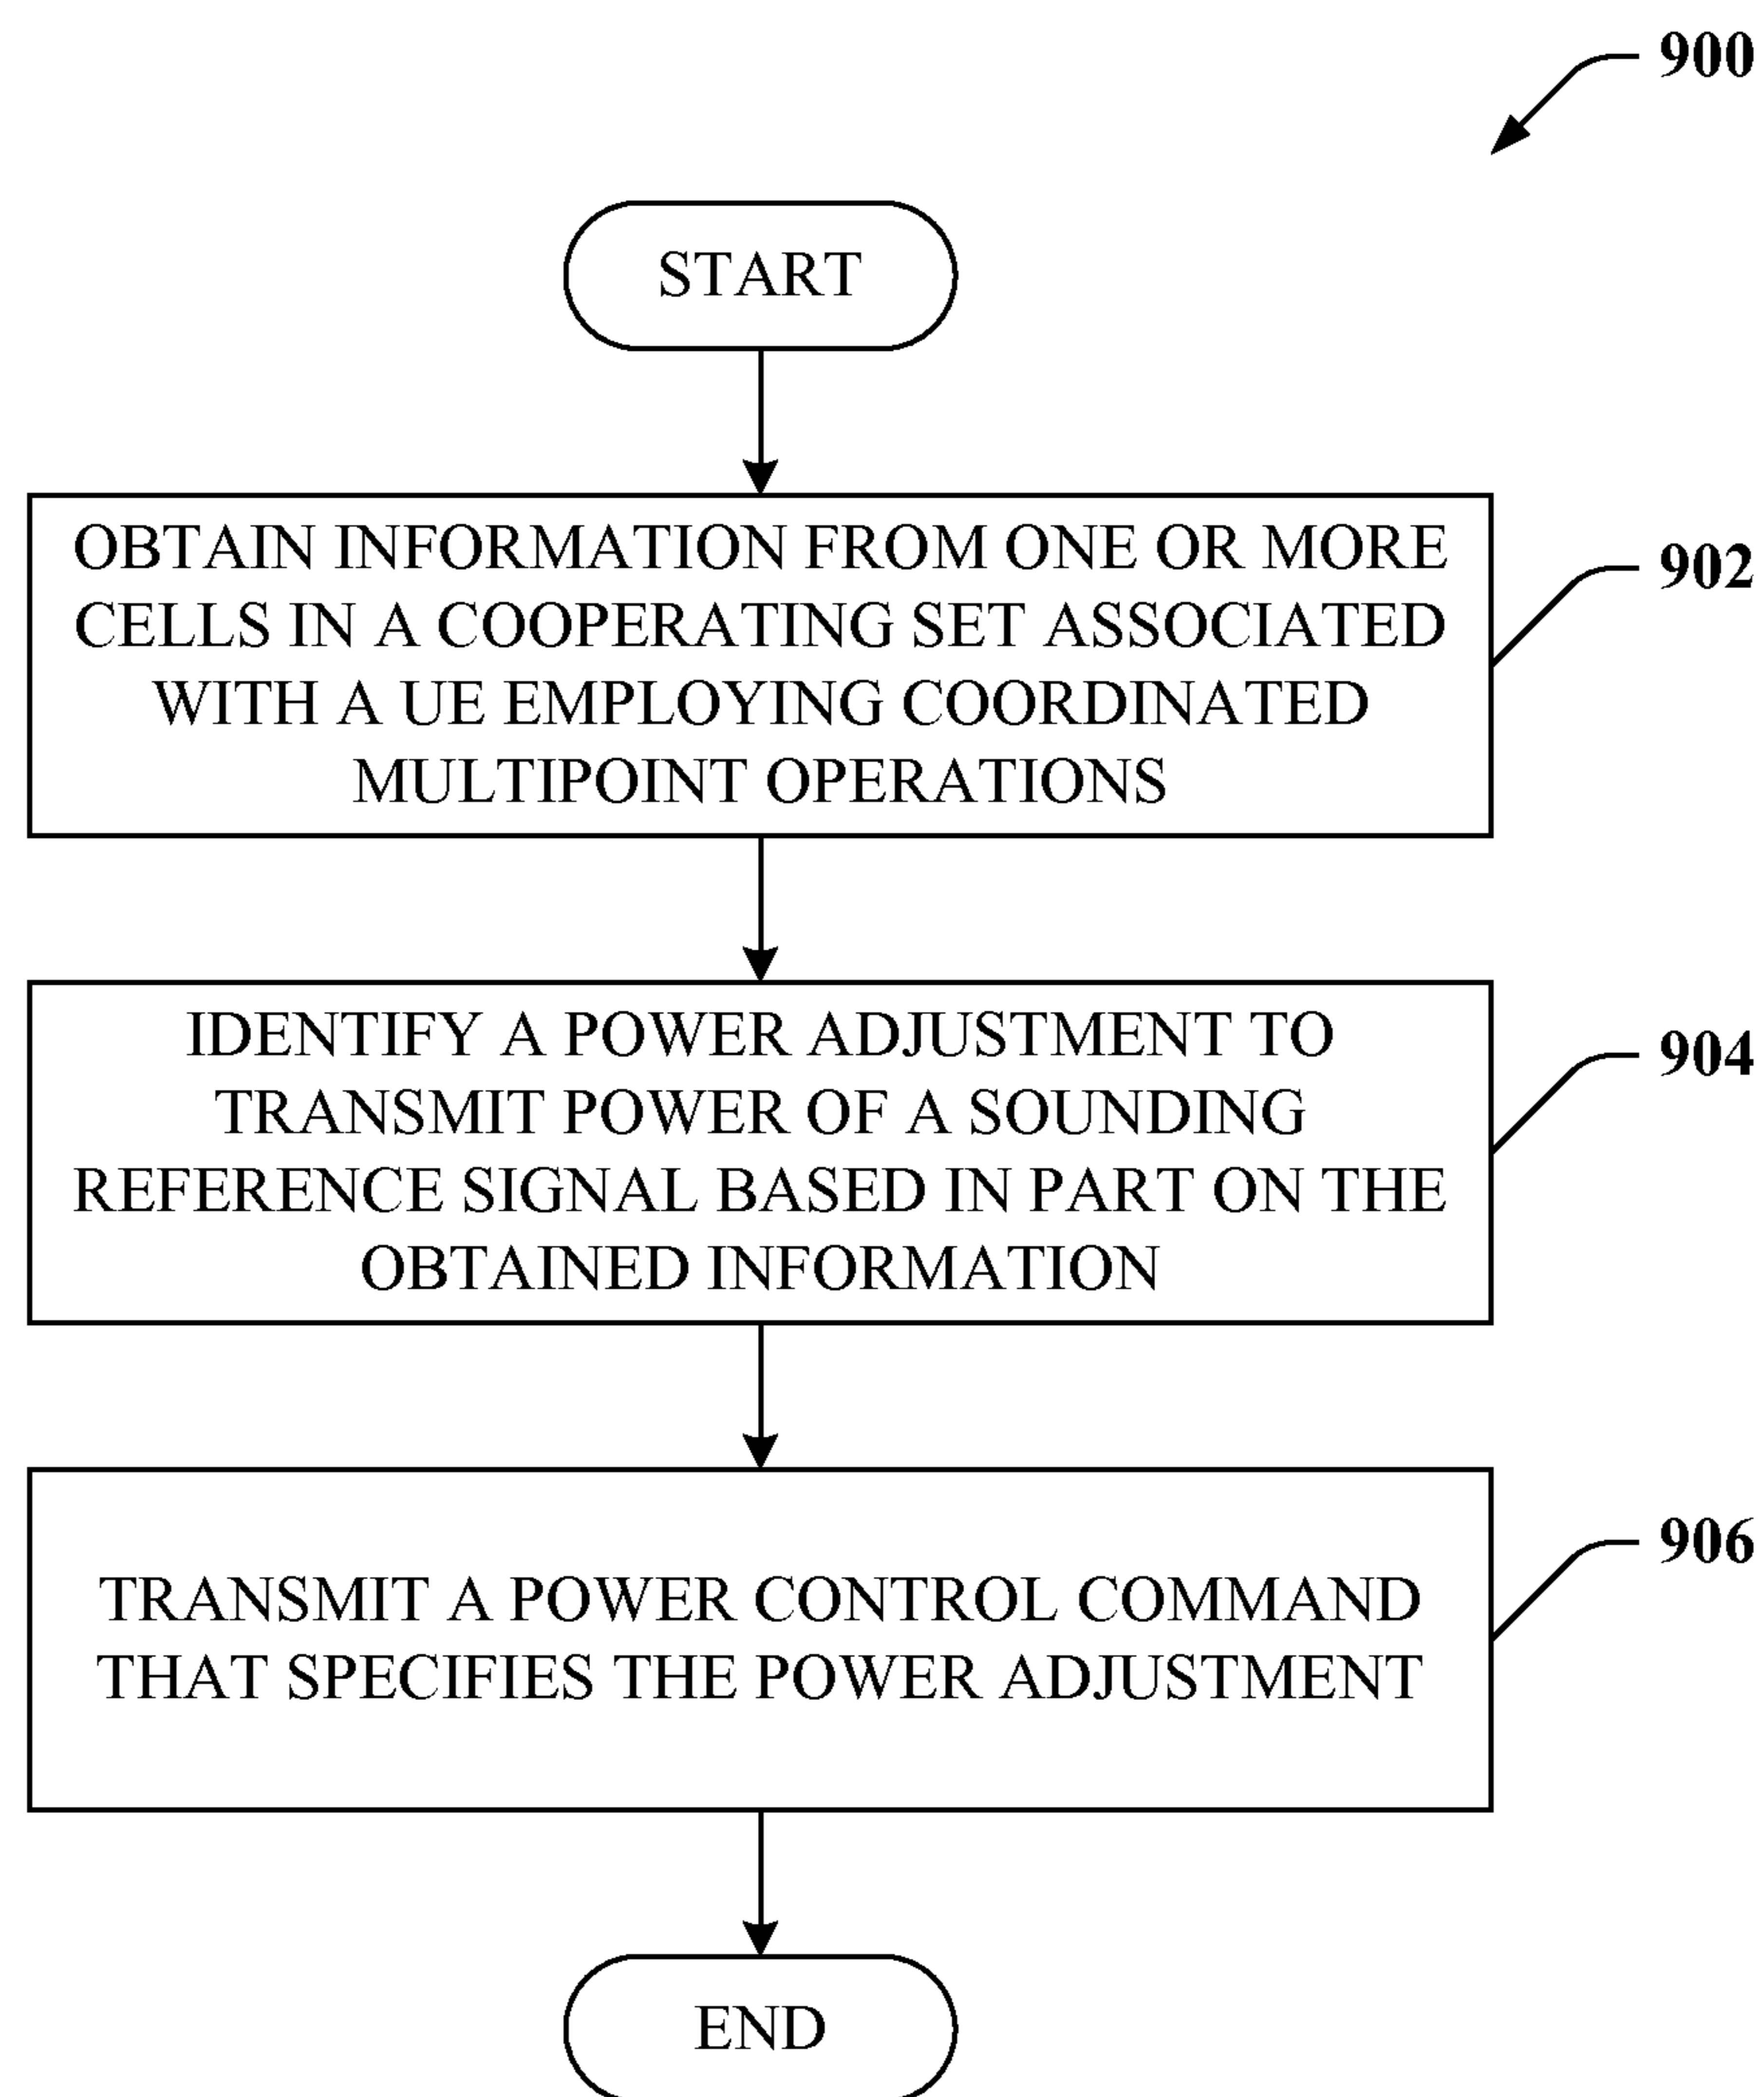 900
START
OBTAIN INFORMATION FROM ONE OR MORE
CELLS IN A COOPERATING SET ASSOCIATED
WITH A UE EMPLOYING COORDINATED
MULTIPOINT OPERATIONS
902
IDENTIFY A POWER ADJUSTMENT TO
TRANSMIT POWER OF A SOUNDING
REFERENCE SIGNAL BASED IN PART ON THE
OBTAINED INFORMATION
904
TRANSMIT A POWER CONTROL COMMAND
THAT SPECIFIES THE POWER ADJUSTMENT
906
END